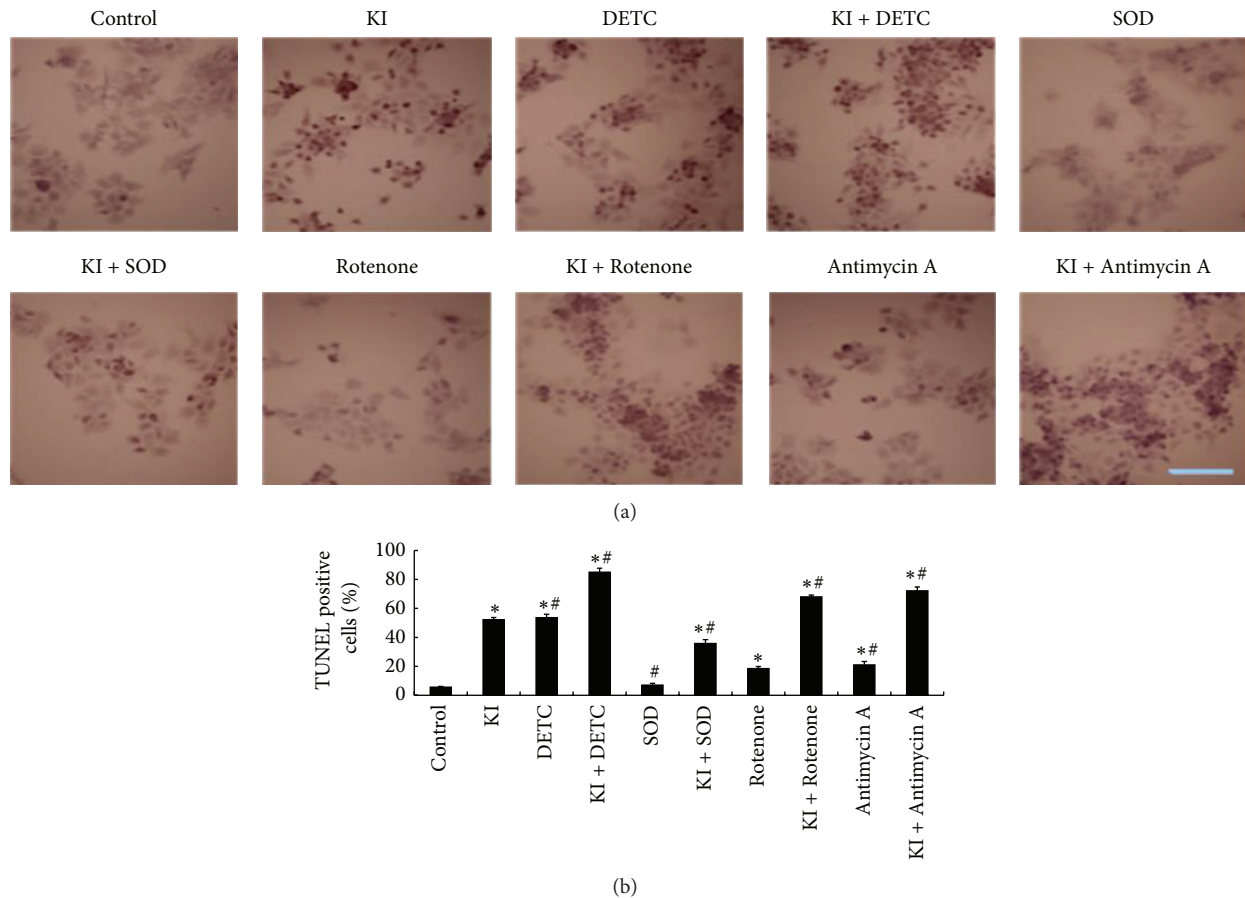 Control KI DETC KI + DETC SOD
KI + SOD Rotenone KI + Rotenone Antimycin A KI + Antimycin A
(a)
TUNEL positive
cells (%)
100
80
60
40
20
0
*
*#
*#
#
*#
*
*#
*#
*#
Control
KI
DETC
KI + DETC
SOD
KI + SOD
Rotenone
KI + Rotenone
Antimycin A
KI + Antimycin A
(b)